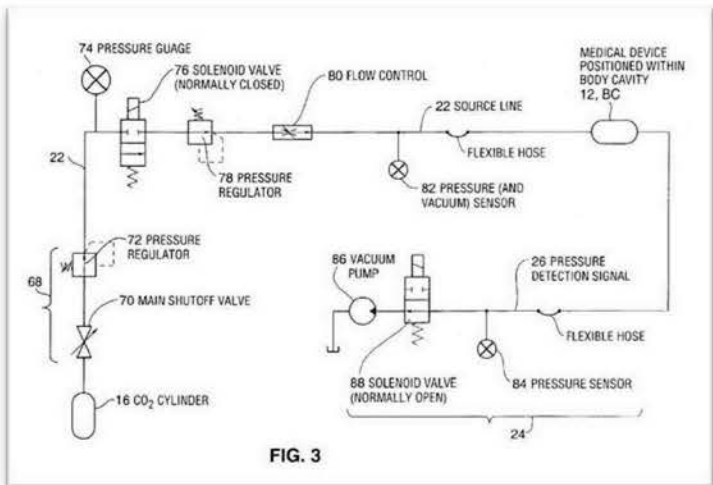 74 PRESSURE GUAGE
76 SOLENOID VALVE
(NORMALLY CLOSED)
80 FLOW CONTROL
22 SOURCE LINE
MEDICAL DEVICE
POSITIONED WITHIN
BODY CAVITY
12, BC
FLEXIBLE HOSE
22
78 PRESSURE
REGULATOR
82 PRESSURE (AND
VACUUM) SENSOR
72 PRESSURE
REGULATOR
68
70 MAIN SHUTOFF VALVE
86 VACUUM
PUMP
26 PRESSURE
DETECTION SIGNAL
FLEXIBLE HOSE
88 SOLENOID VALVE
(NORMALLY OPEN)
84 PRESSURE SENSOR
16 CO₂ CYLINDER
24
FIG. 3